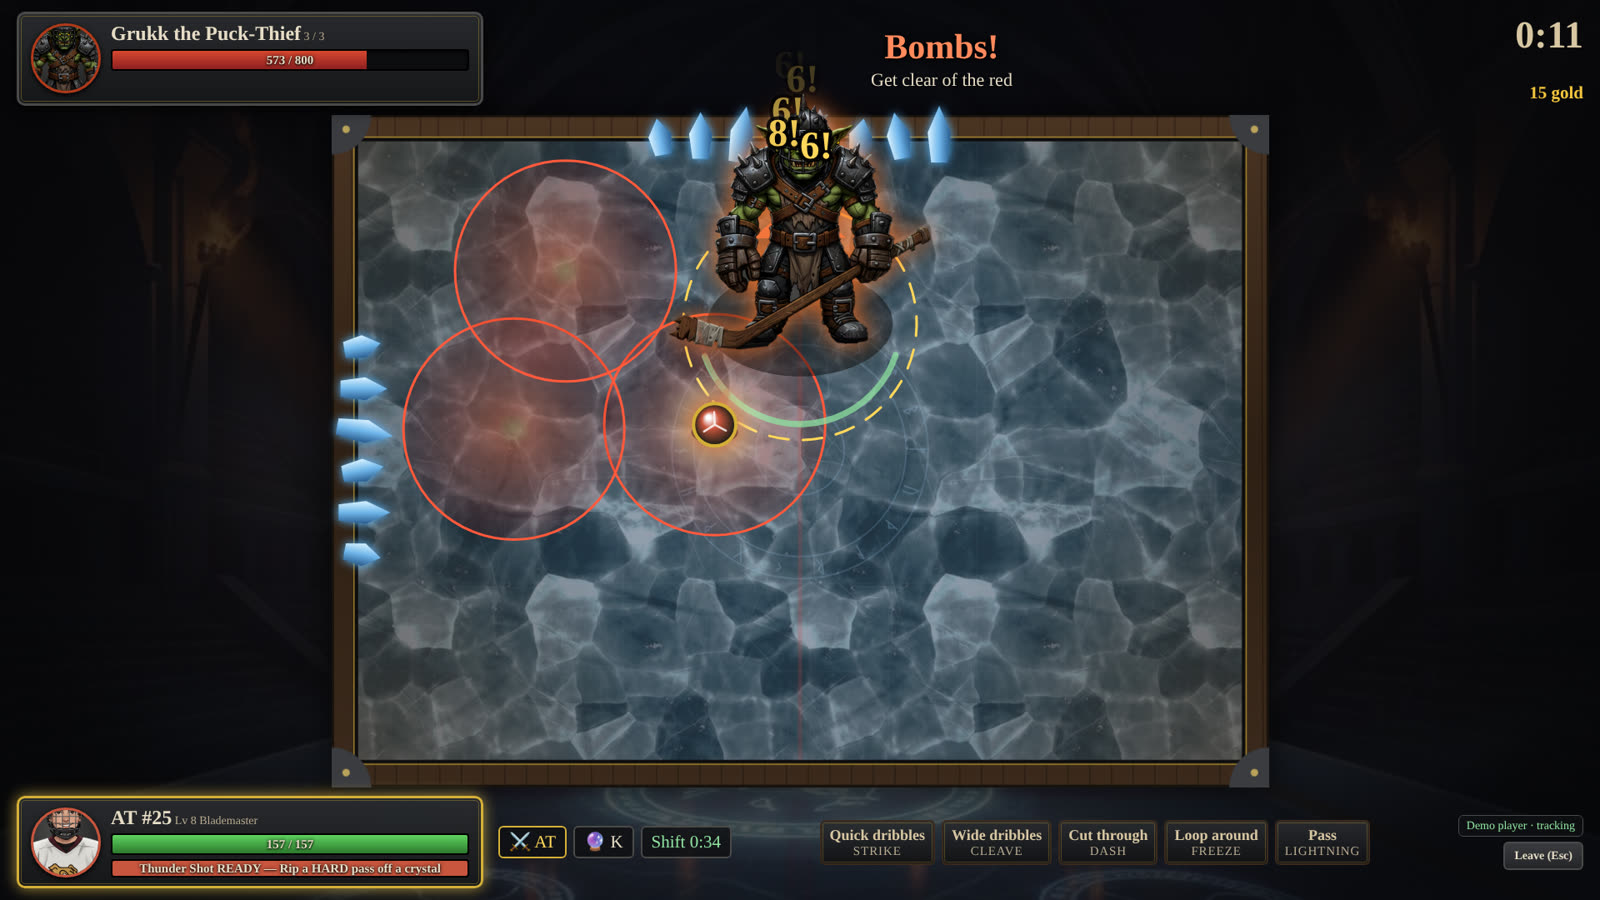 Grukk the Puck-Thief 3 / 3
573 / 800
Bombs!
Get clear of the red
0:11
15 gold
6!
6!
6!
8!
6!
AT #25 Lv 8 Blademaster
157 / 157
Thunder Shot READY — Rip a HARD pass off a crystal
AT
K
Shift 0:34
Quick dribbles
STRIKE
Wide dribbles
CLEAVE
Cut through
DASH
Loop around
FREEZE
Pass
LIGHTNING
Demo player · tracking
Leave (Esc)